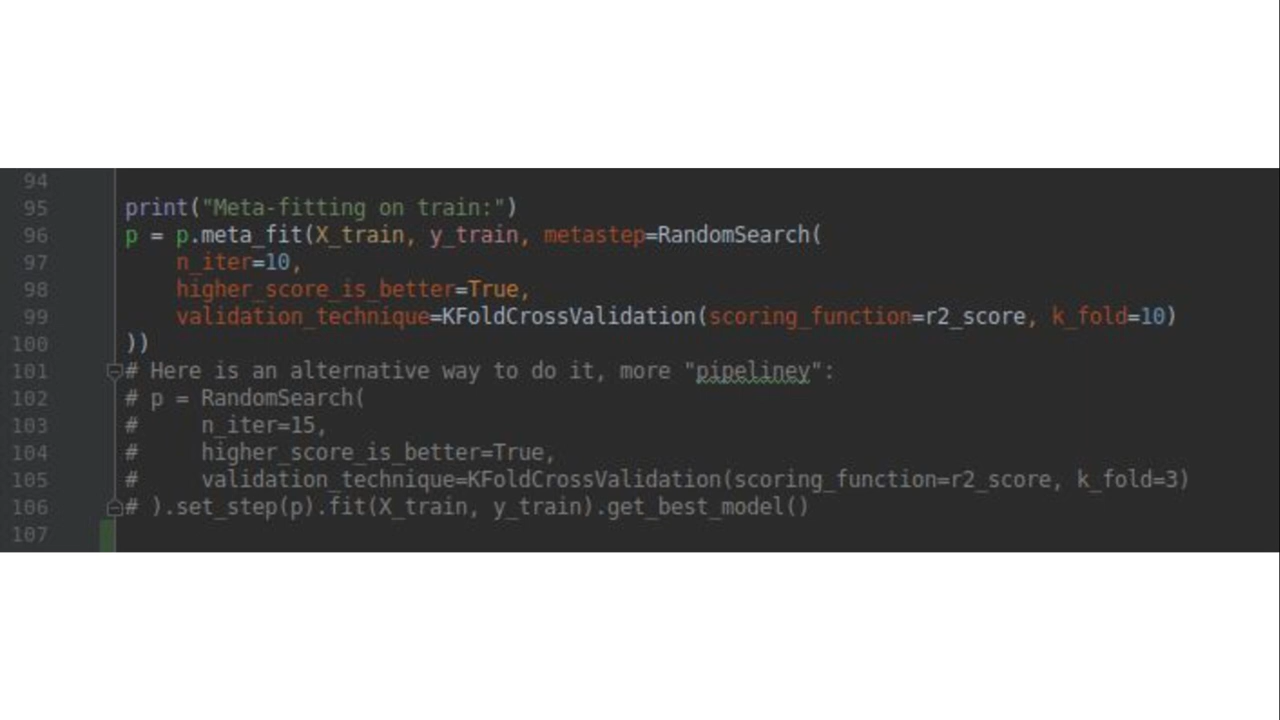 94
95 print("Meta-fitting on train:")
96 p = p.meta_fit(X_train, y_train, metastep=RandomSearch(
97     n_iter=10,
98     higher_score_is_better=True,
99     validation_technique=KFoldCrossValidation(scoring_function=r2_score, k_fold=10)
100 ))
101 # Here is an alternative way to do it, more "pipeliney":
102 # p = RandomSearch(
103 #     n_iter=15,
104 #     higher_score_is_better=True,
105 #     validation_technique=KFoldCrossValidation(scoring_function=r2_score, k_fold=3)
106 # ).set_step(p).fit(X_train, y_train).get_best_model()
107